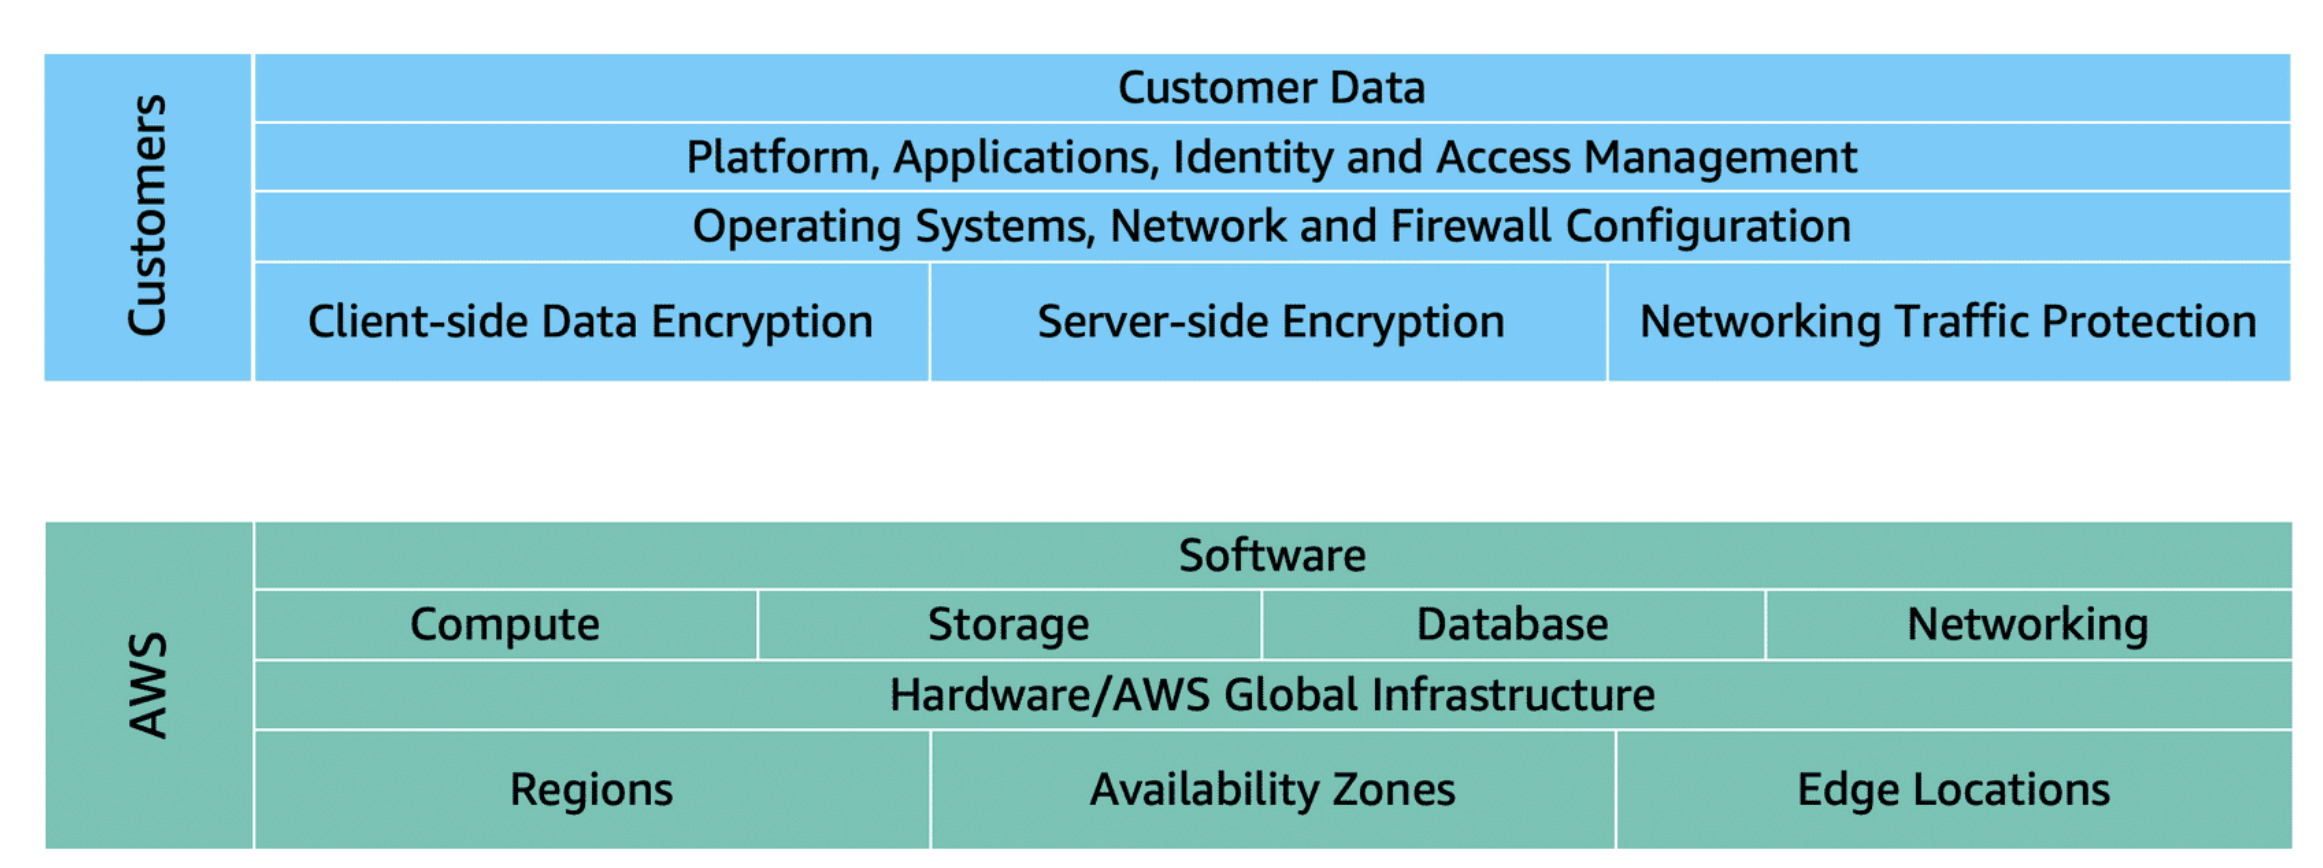 Customers
Customer Data
Platform, Applications, Identity and Access Management
Operating Systems, Network and Firewall Configuration
Client-side Data Encryption
Server-side Encryption
Networking Traffic Protection
AWS
Software
Compute
Storage
Database
Networking
Hardware/AWS Global Infrastructure
Regions
Availability Zones
Edge Locations